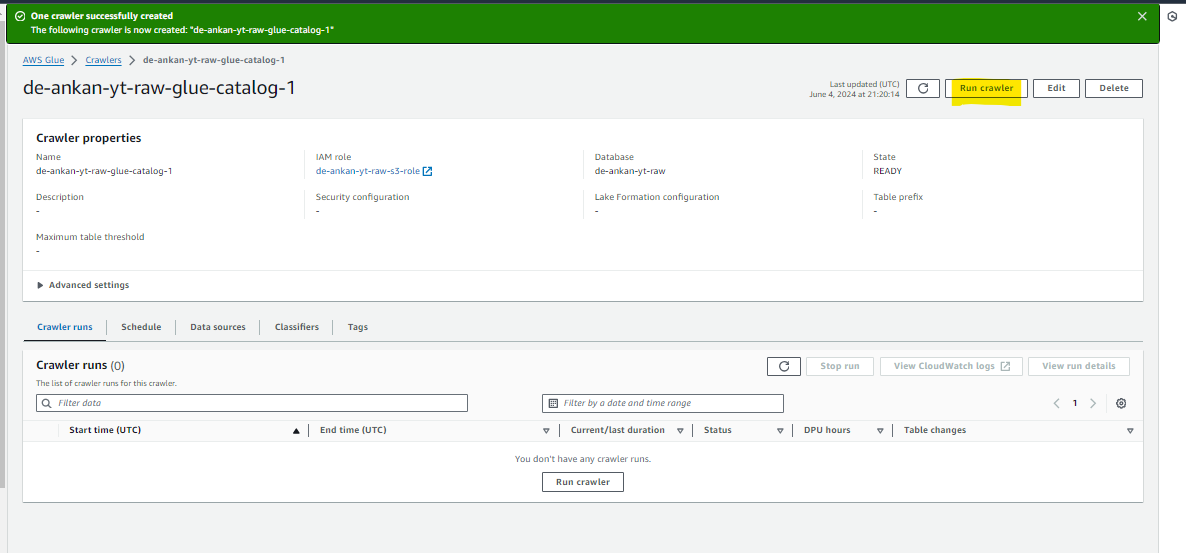 One crawler successfully created
The following crawler is now created: "de-ankan-yt-raw-glue-catalog-1"
AWS Glue > Crawlers > de-ankan-yt-raw-glue-catalog-1
de-ankan-yt-raw-glue-catalog-1
Last updated (UTC)
June 4, 2024 at 21:20:14
Run crawler
Edit
Delete
Crawler properties
Name
de-ankan-yt-raw-glue-catalog-1
IAM role
de-ankan-yt-raw-s3-role
Database
de-ankan-yt-raw
State
READY
Description
-
Security configuration
-
Lake Formation configuration
-
Table prefix
-
Maximum table threshold
-
Advanced settings
Crawler runs
Schedule
Data sources
Classifiers
Tags
Crawler runs (0)
The list of crawler runs for this crawler.
Stop run
View CloudWatch logs
View run details
Filter data
Filter by a date and time range
1
Start time (UTC)
End time (UTC)
Current/last duration
Status
DPU hours
Table changes
You don't have any crawler runs.
Run crawler